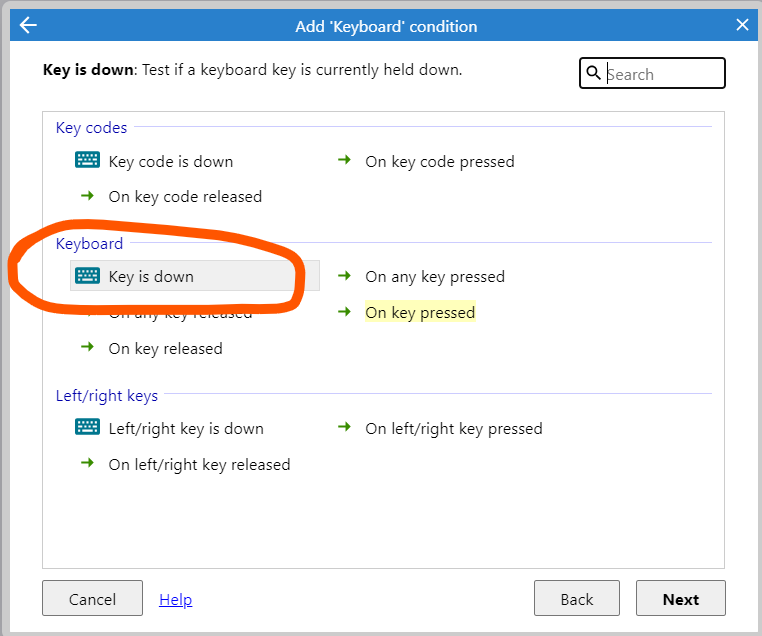 Add 'Keyboard' condition
Key is down: Test if a keyboard key is currently held down.
Search
Key codes
Key code is down
On key code pressed
On key code released
Keyboard
Key is down
On any key pressed
On any key released
On key pressed
On key released
Left/right keys
Left/right key is down
On left/right key pressed
On left/right key released
Cancel
Help
Back
Next